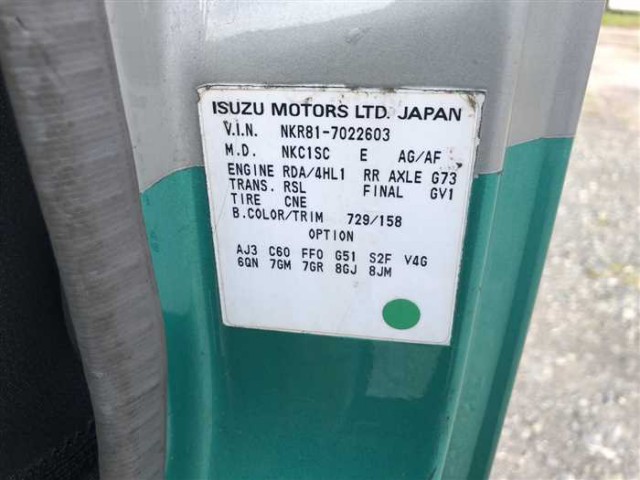 ISUZU MOTORS LTD. JAPAN
V.I.N. NKR81-7022603
M.D. NKC1SC E AG/AF
ENGINE RDA/4HL1 RR AXLE G73
TRANS. RSL FINAL GV1
TIRE CNE
B.COLOR/TRIM 729/158
OPTION
AJ3 C60 FF0 G51 S2F V4G
6QN 7GM 7GR 8GJ 8JM